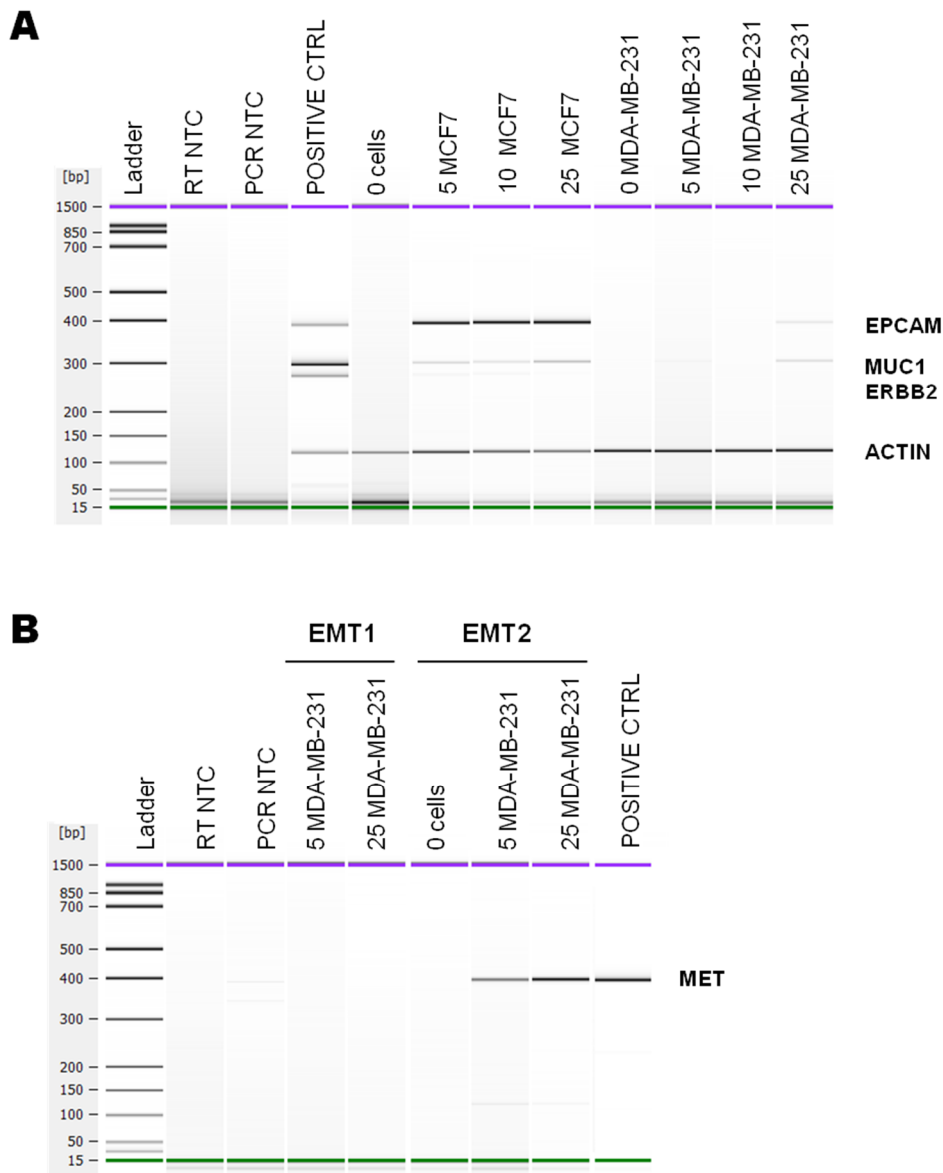 A
Ladder
RT NTC
PCR NTC
POSITIVE CTRL
0 cells
5 MCF7
10 MCF7
25 MCF7
0 MDA-MB-231
5 MDA-MB-231
10 MDA-MB-231
25 MDA-MB-231
[bp]
1500
850
700
500
400
300
200
150
100
50
15
EPCAM
MUC1
ERBB2
ACTIN
B
EMT1
EMT2
Ladder
RT NTC
PCR NTC
5 MDA-MB-231
25 MDA-MB-231
0 cells
5 MDA-MB-231
25 MDA-MB-231
POSITIVE CTRL
[bp]
1500
850
700
500
400
300
200
150
100
50
15
MET